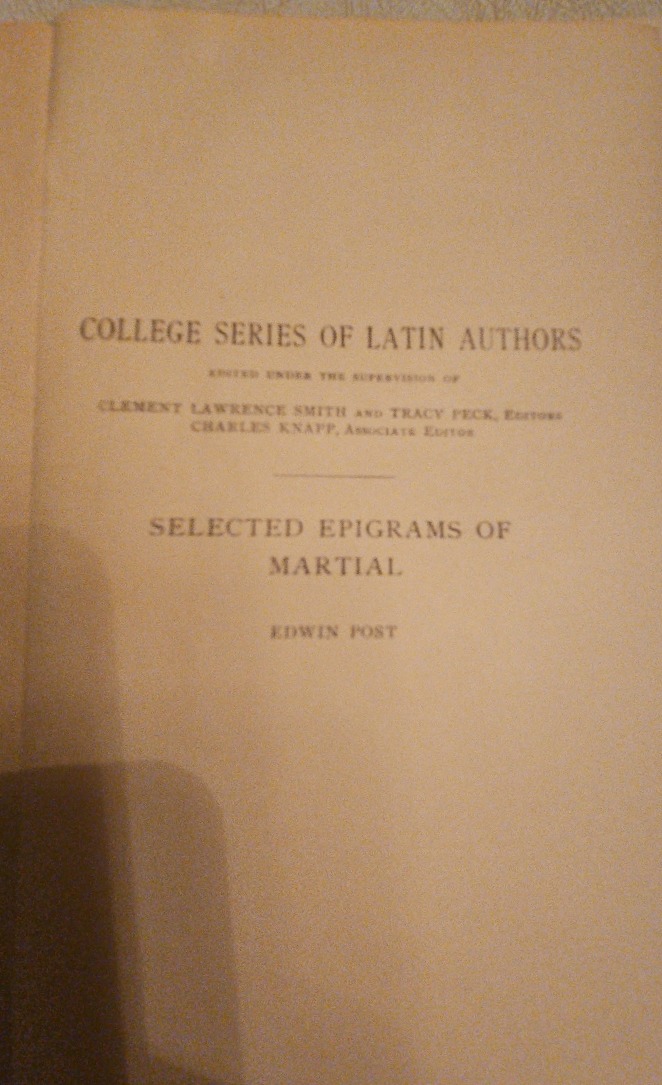 COLLEGE SERIES OF LATIN AUTHORS
EDITED UNDER THE SUPERVISION OF
CLEMENT LAWRENCE SMITH AND TRACY PECK, EDITORS
CHARLES KNAPP, ASSOCIATE EDITOR
SELECTED EPIGRAMS OF
MARTIAL
EDWIN POST